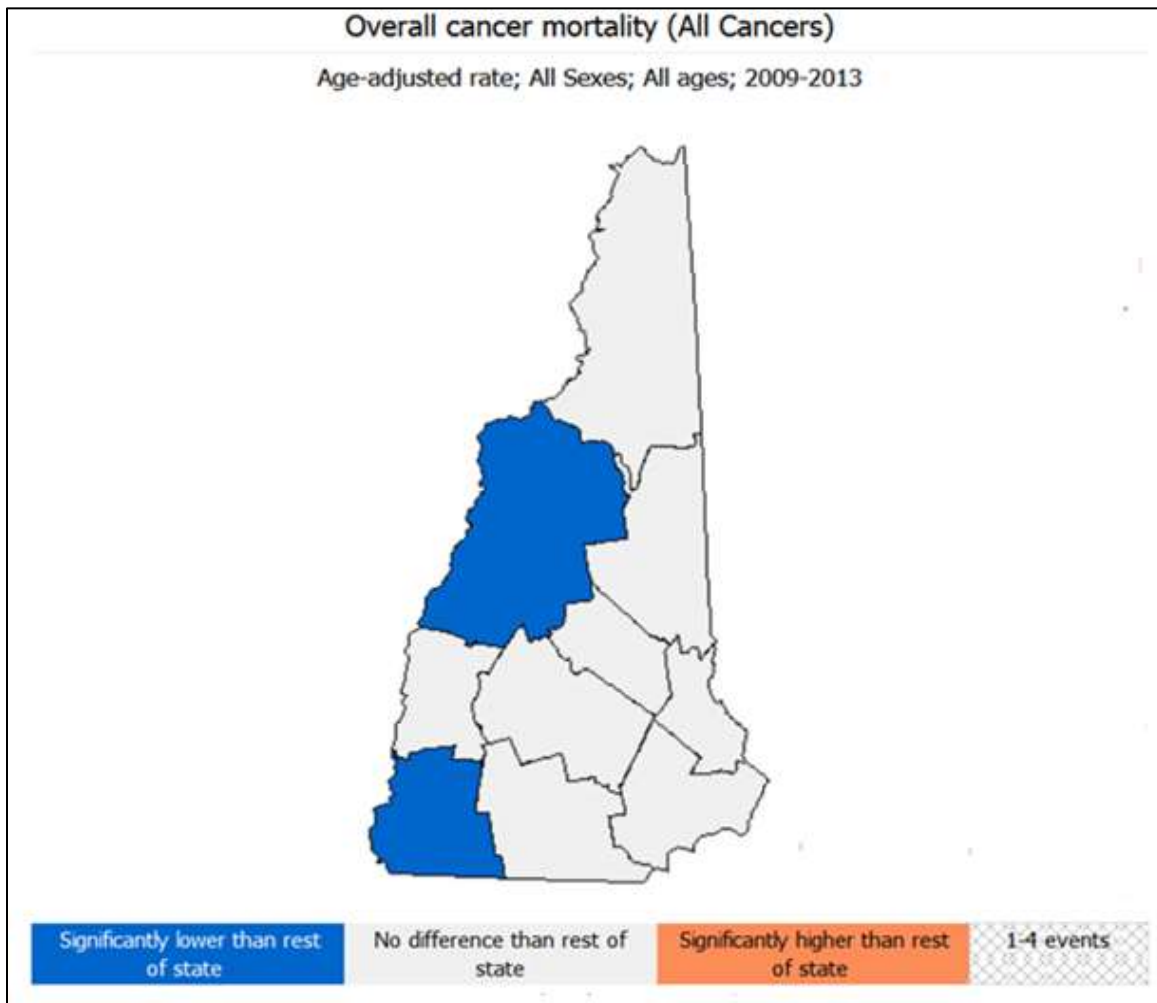 Overall cancer mortality (All Cancers)
Age-adjusted rate; All Sexes; All ages; 2009-2013
Significantly lower than rest
of state
No difference than rest of
state
Significantly higher than rest
of state
1-4 events